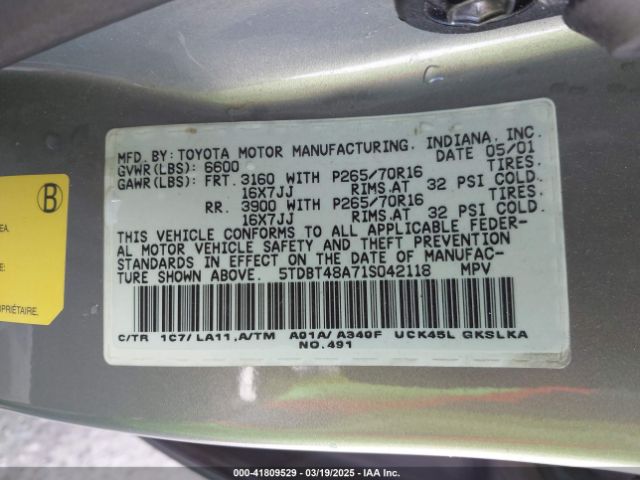 MFD. BY: TOYOTA MOTOR MANUFACTURING, INDIANA, INC.
GVWR(LBS): 6600 DATE 05/01
GAWR(LBS): FRT. 3160 WITH P265/70R16 TIRES.
16X7JJ RIMS.AT 32 PSI COLD.
RR. 3900 WITH P265/70R16 TIRES.
16X7JJ RIMS.AT 32 PSI COLD.
THIS VEHICLE CONFORMS TO ALL APPLICABLE FEDER-
AL MOTOR VEHICLE SAFETY AND THEFT PREVENTION
STANDARDS IN EFFECT ON THE DATE OF MANUFAC-
TURE SHOWN ABOVE. 5TDBT48A71S042118 MPV
C/TR 1C7/ LA11,A/TM A01A/ A340F UCK45L GKSLKA
NO.491
B
EA.
E:
PROPRIÉTAIRE.
000-41809529 - 03/19/2025 - IAA Inc.